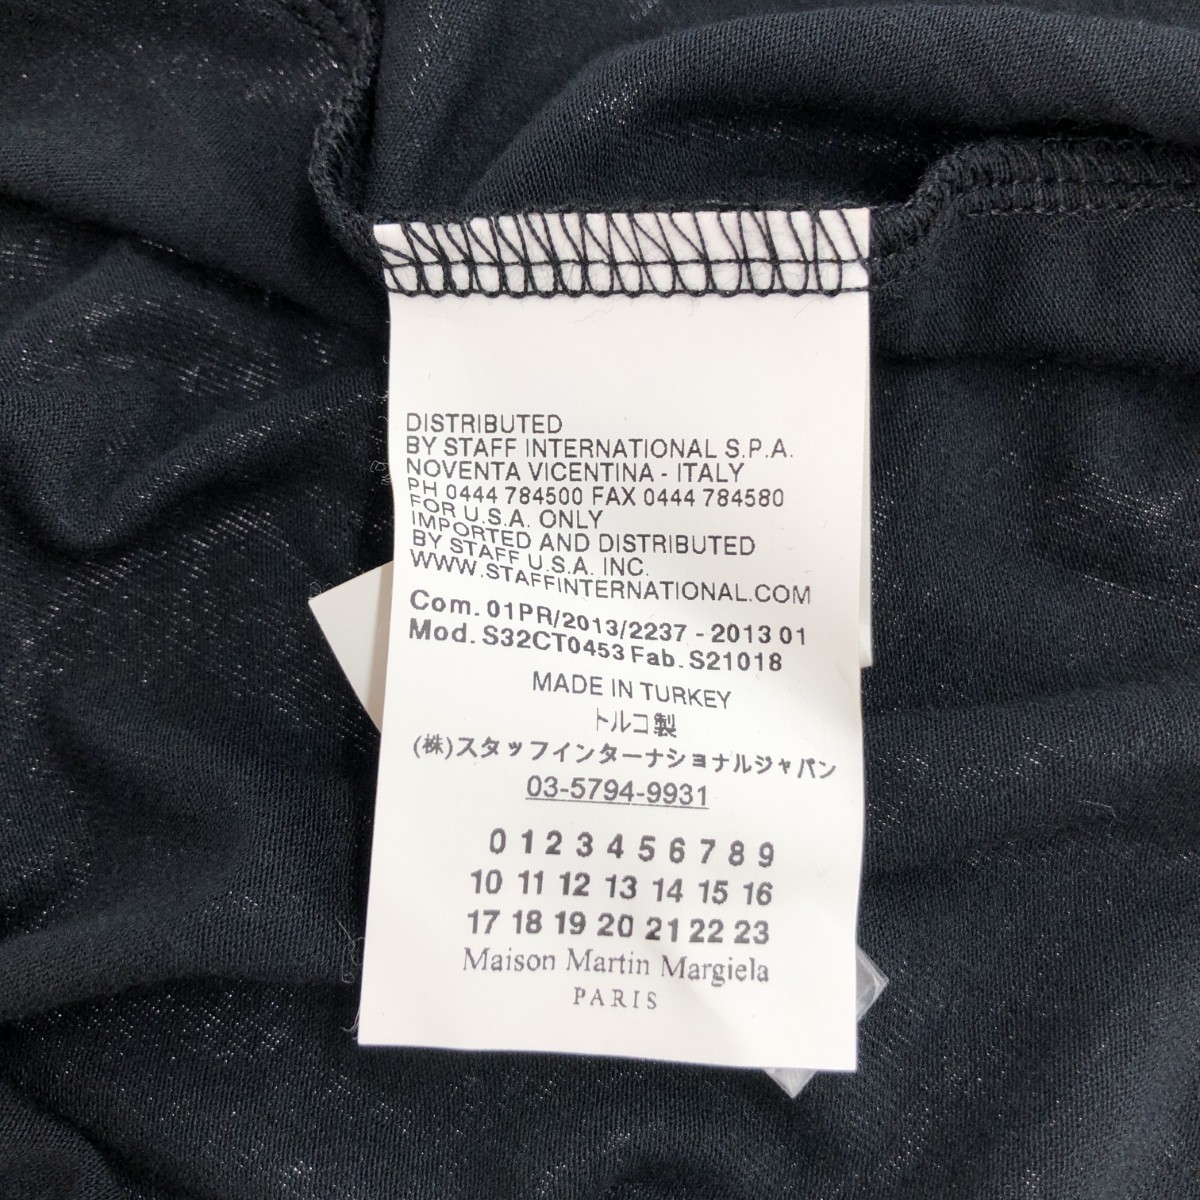 DISTRIBUTED
BY STAFF INTERNATIONAL S.P.A.
NOVENTA VICENTINA - ITALY
PH 0444 784500 FAX 0444 784580
FOR U.S.A. ONLY
IMPORTED AND DISTRIBUTED
BY STAFF U.S.A. INC.
WWW.STAFFINTERNATIONAL.COM
Com. 01PR/2013/2237 - 2013 01
Mod. S32CT0453 Fab. S21018
MADE IN TURKEY
トルコ製
(株)スタッフインターナショナルジャパン
03-5794-9931
0 1 2 3 4 5 6 7 8 9
10 11 12 13 14 15 16
17 18 19 20 21 22 23
Maison Martin Margiela
PARIS